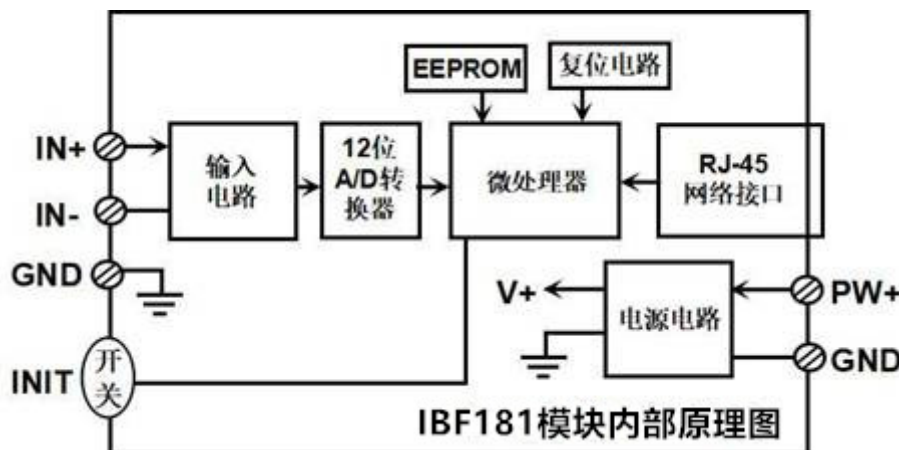 EEPROM
复位电路
IN+
IN-
GND
INIT
输入
电路
12位
A/D转
换器
微处理器
RJ-45
网络接口
V+
电源电路
PW+
GND
开
关
IBF181模块内部原理图